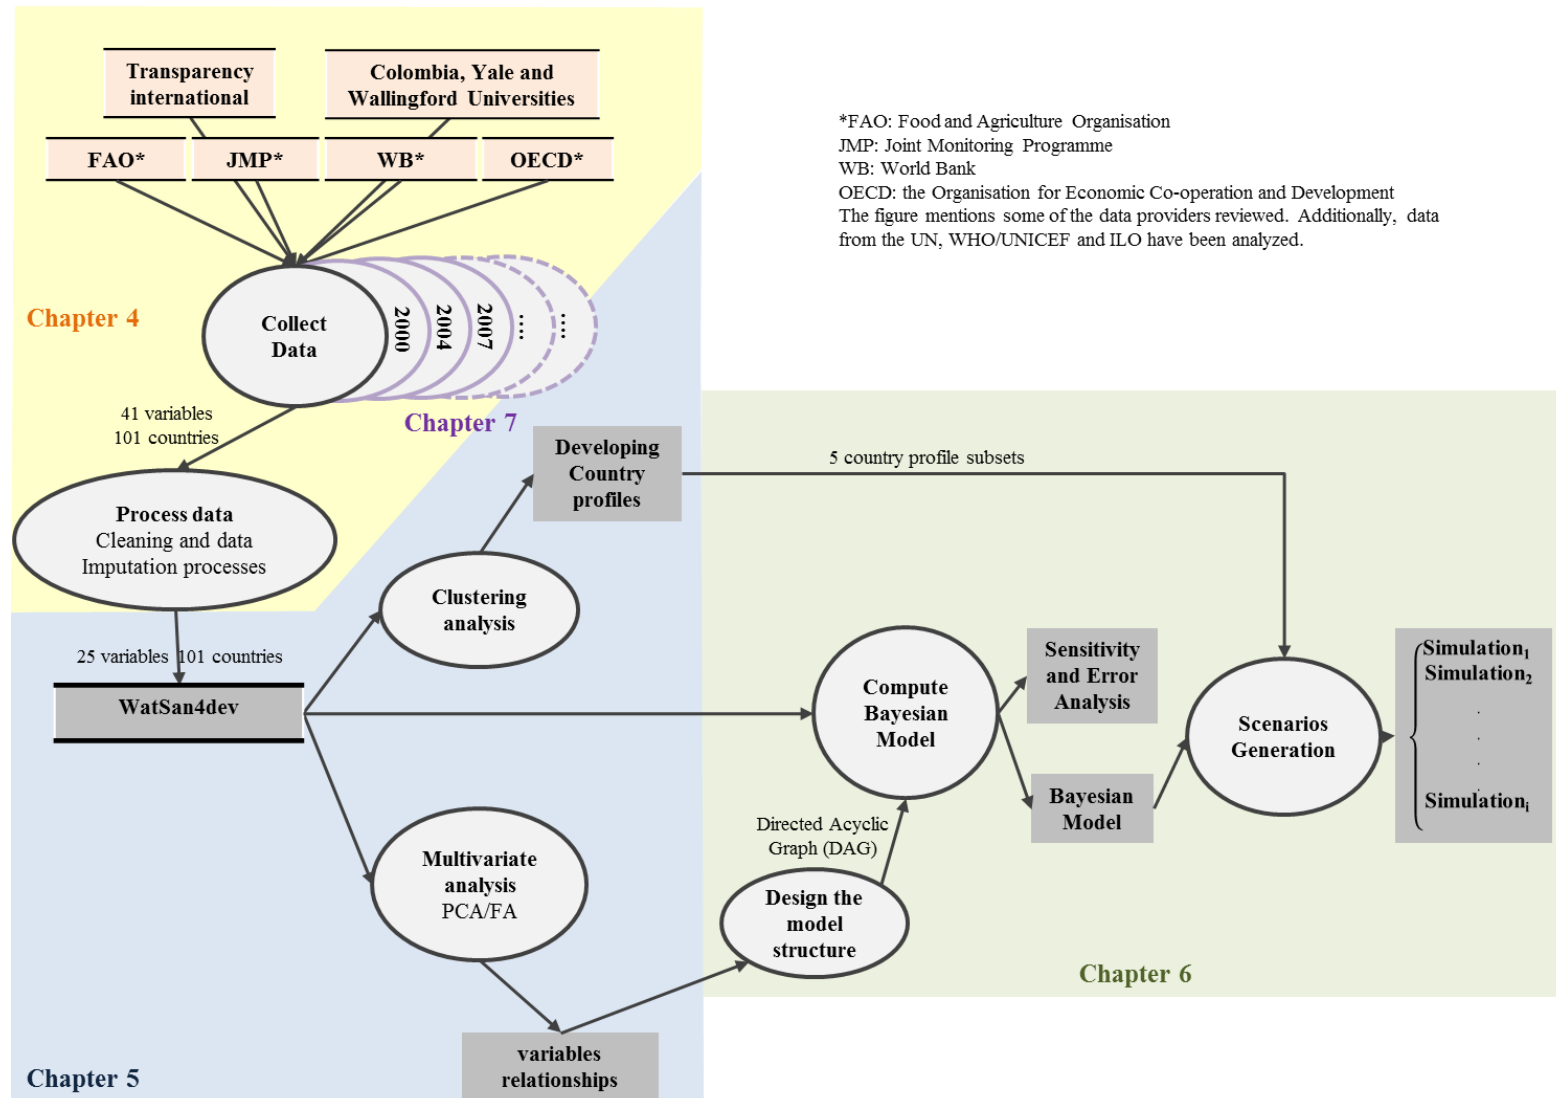 Transparency
international
Colombia, Yale and
Wallingford Universities
FAO*
JMP*
WB*
OECD*
*FAO: Food and Agriculture Organisation
JMP: Joint Monitoring Programme
WB: World Bank
OECD: the Organisation for Economic Co-operation and Development
The figure mentions some of the data providers reviewed. Additionally, data
from the UN, WHO/UNICEF and ILO have been analyzed.
Chapter 4
Collect
Data
2000
2004
2007
....
....
Chapter 7
41 variables
101 countries
Process data
Cleaning and data
Imputation processes
25 variables 101 countries
WatSan4dev
Developing
Country
profiles
5 country profile subsets
Clustering
analysis
Multivariate
analysis
PCA/FA
variables
relationships
Chapter 5
Compute
Bayesian
Model
Directed Acyclic
Graph (DAG)
Design the
model
structure
Sensitivity
and Error
Analysis
Bayesian
Model
Scenarios
Generation
Simulation1
Simulation2
.
.
.
.
Simulationi
Chapter 6